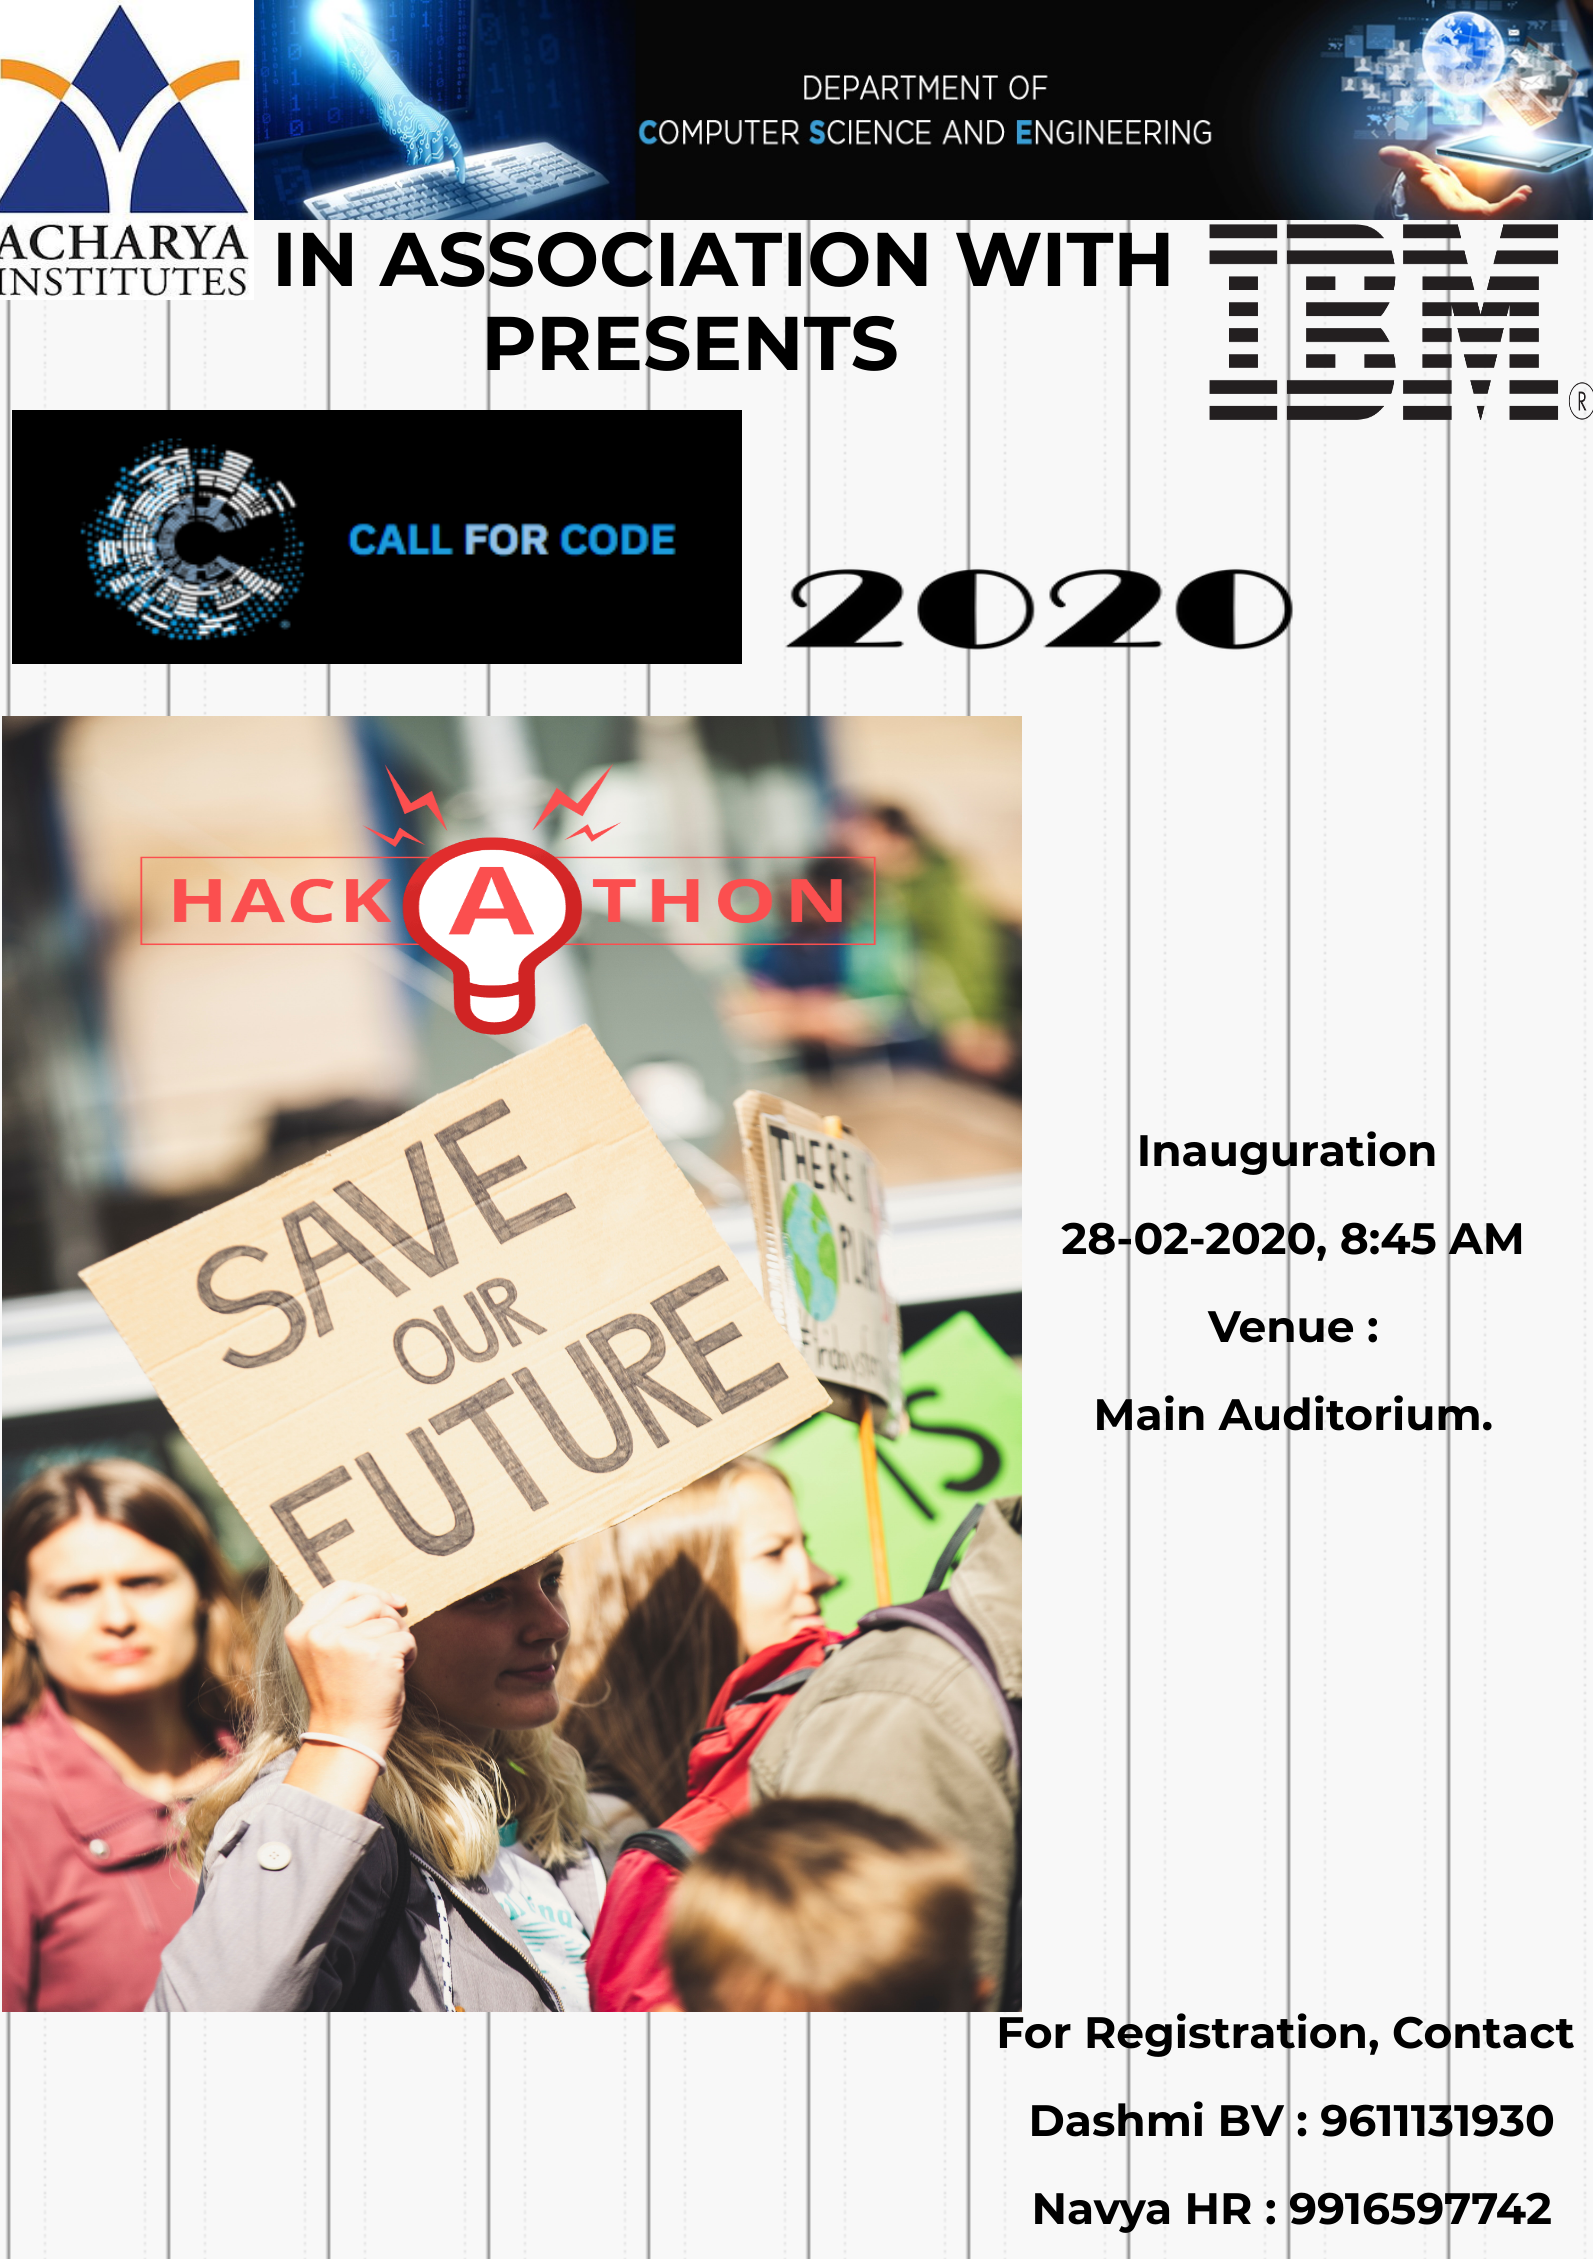 DEPARTMENT OF
COMPUTER SCIENCE AND ENGINEERING
ACHARYA
INSTITUTES
IN ASSOCIATION WITH
IBM ®
PRESENTS
CALL FOR CODE
2020
HACKATHON
SAVE
OUR
FUTURE
THERE
Inauguration
28-02-2020, 8:45 AM
Venue :
Main Auditorium.
For Registration, Contact
Dashmi BV : 9611131930
Navya HR : 9916597742